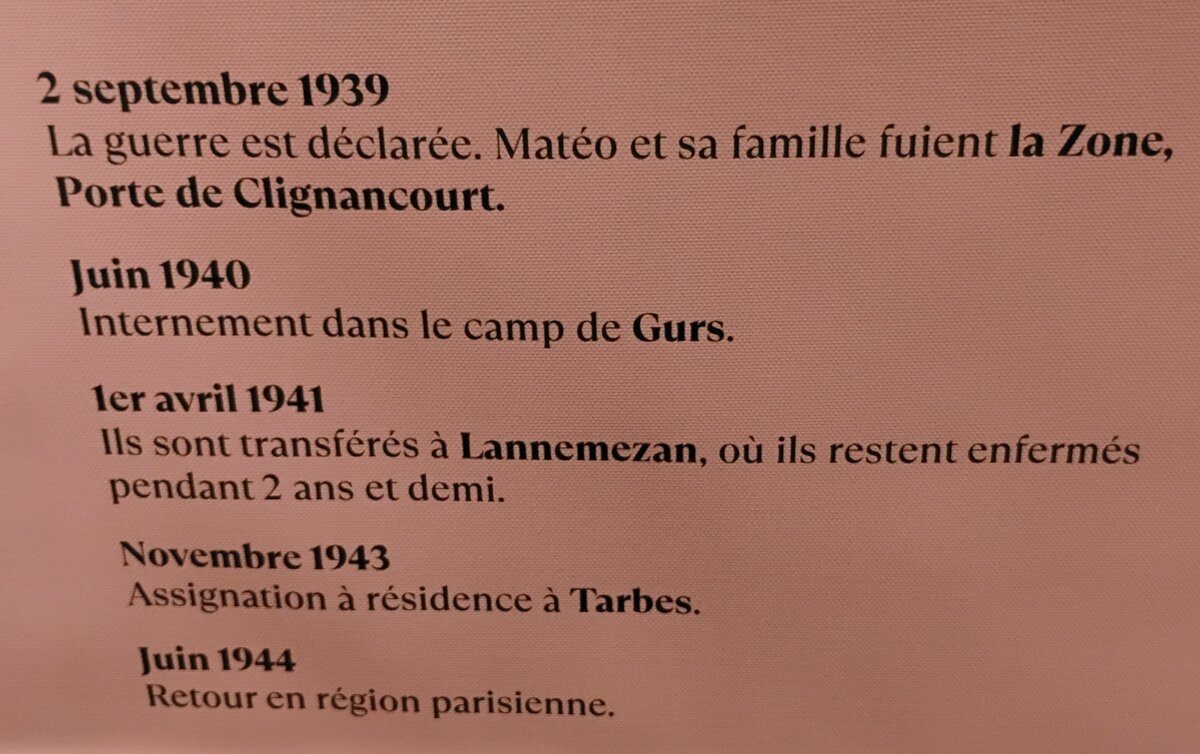 2 septembre 1939
La guerre est déclarée. Matéo et sa famille fuient la Zone,
Porte de Clignancourt.
Juin 1940
Internement dans le camp de Gurs.
1er avril 1941
Ils sont transférés à Lannemezan, où ils restent enfermés
pendant 2 ans et demi.
Novembre 1943
Assignation à résidence à Tarbes.
Juin 1944
Retour en région parisienne.